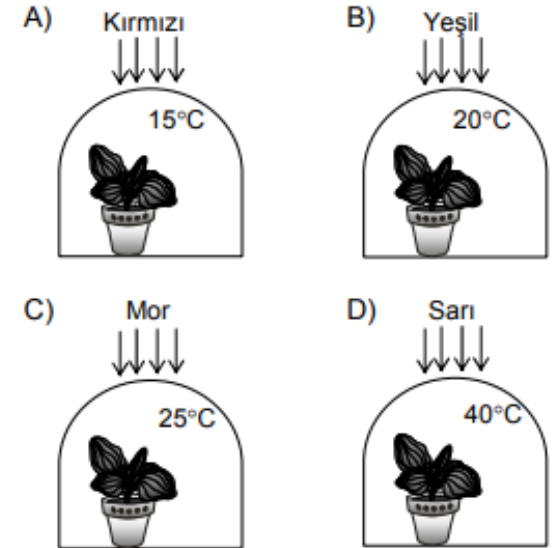 A) Kırmızı
15°C
B) Yeşil
20°C
C) Mor
25°C
D) Sarı
40°C